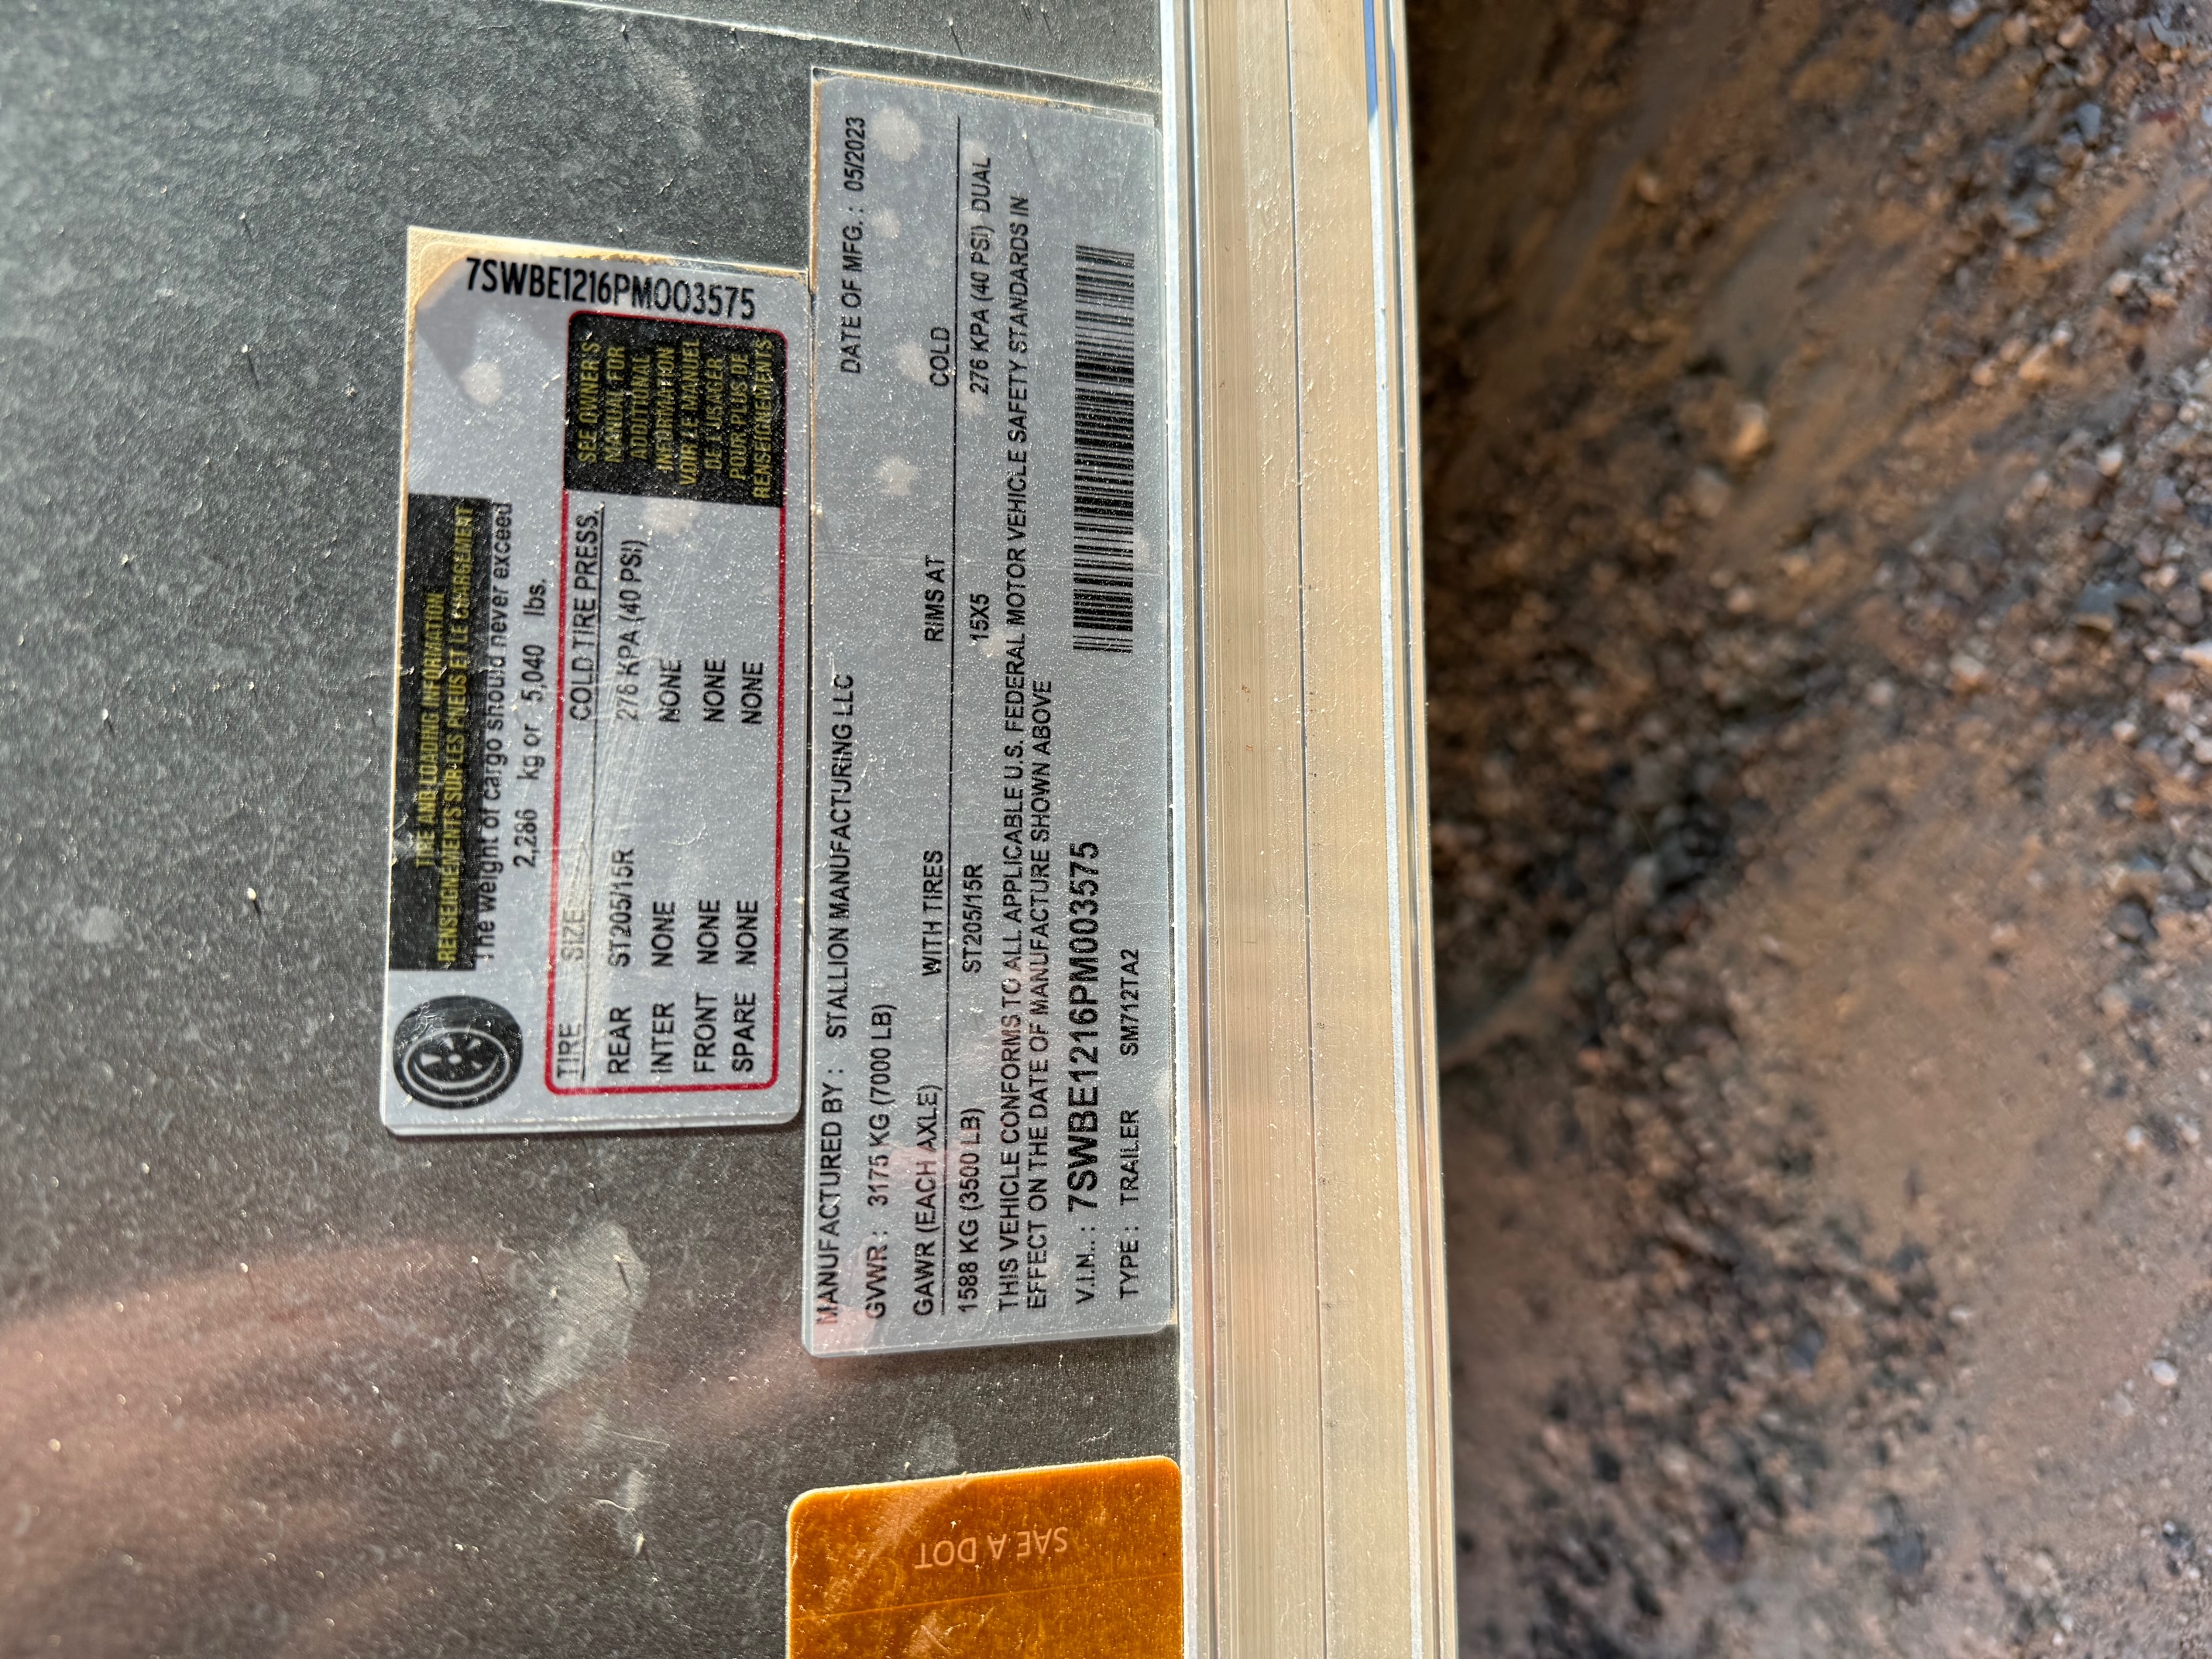 TIRE AND LOADING INFORMATION
RENSEIGNEMENTS SUR LES PNEUS ET LE CHARGEMENT
The weight of cargo should never exceed
2,286 kg or 5,040 lbs.
TIRE SIZE COLD TIRE PRESS.
REAR ST205/15R 276 KPA (40 PSI)
INTER NONE NONE
FRONT NONE NONE
SPARE NONE NONE
SEE OWNERS
MANUAL FOR
ADDITIONAL
INFORMATION
VOIR LE MANUEL
DE L'USAGER
POUR PLUS DE
RENSEIGNEMENTS
7SWBE1216PM003575
MANUFACTURED BY : STALLION MANUFACTURING LLC DATE OF MFG. : 05/2023
GVWR : 3175 KG (7000 LB)
GAWR (EACH AXLE) WITH TIRES RIMS AT COLD
1588 KG (3500 LB) ST205/15R 15X5 276 KPA (40 PSI) DUAL
THIS VEHICLE CONFORMS TO ALL APPLICABLE U.S. FEDERAL MOTOR VEHICLE SAFETY STANDARDS IN
EFFECT ON THE DATE OF MANUFACTURE SHOWN ABOVE
V.I.N.. : 7SWBE1216PM003575
TYPE : TRAILER SM712TA2
SAE A DOT